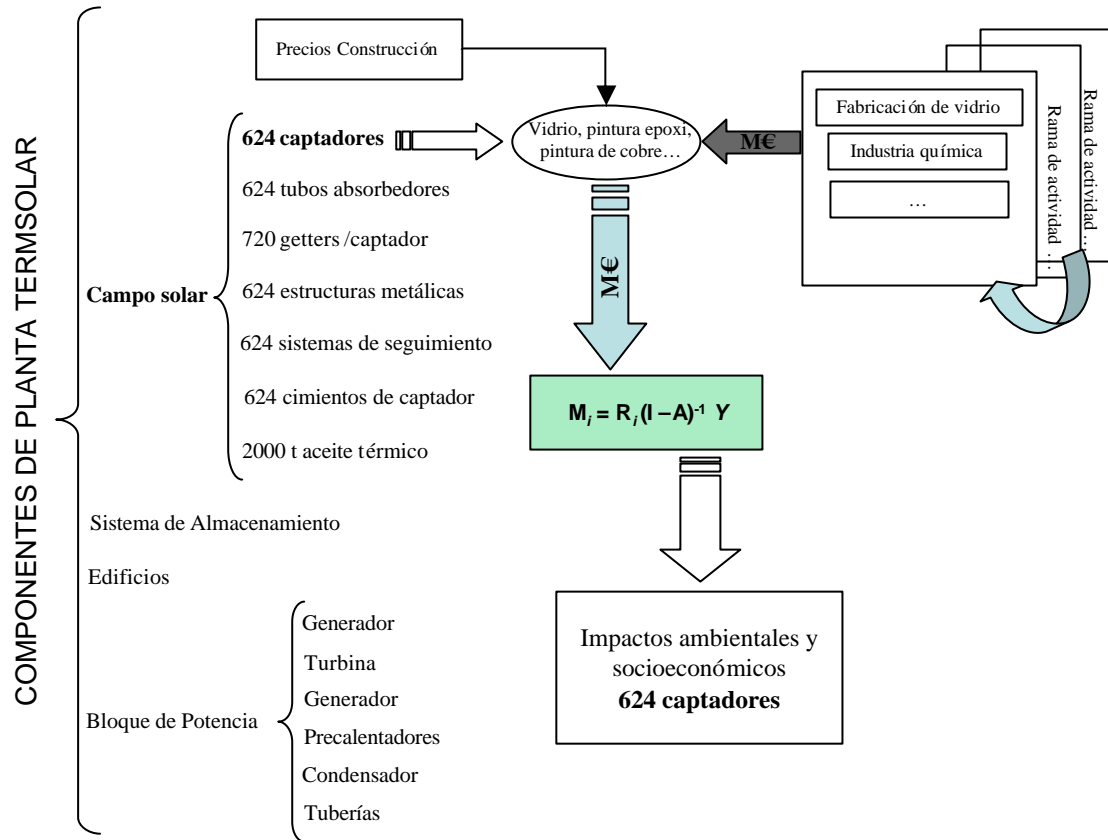 COMPONENTES DE PLANTA TERMSOLAR
Campo solar
624 captadores
624 tubos absorbedores
720 getters /captador
624 estructuras metálicas
624 sistemas de seguimiento
624 cimientos de captador
2000 t aceite térmico
Sistema de Almacenamiento
Edificios
Bloque de Potencia
Generador
Turbina
Generador
Precalentadores
Condensador
Tuberías
Precios Construcción
Vidrio, pintura epoxi,
pintura de cobre…
M€
Fabricación de vidrio
Industria química
…
Rama de actividad …
Rama de actividad …
M€
Mi = Ri (I – A)-1 Y
Impactos ambientales y
socioeconómicos
624 captadores